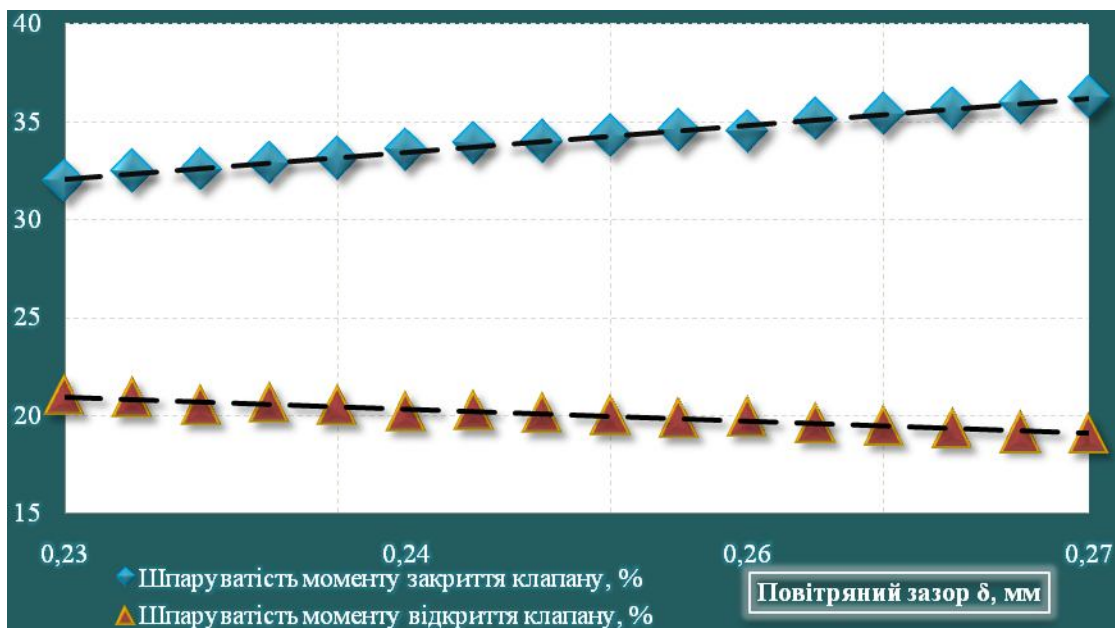 40
35
30
25
20
15
0,23 0,24 0,26 0,27
Шпаруватість моменту закриття клапану, %
Шпаруватість моменту відкриття клапану, %
Повітряний зазор δ, мм